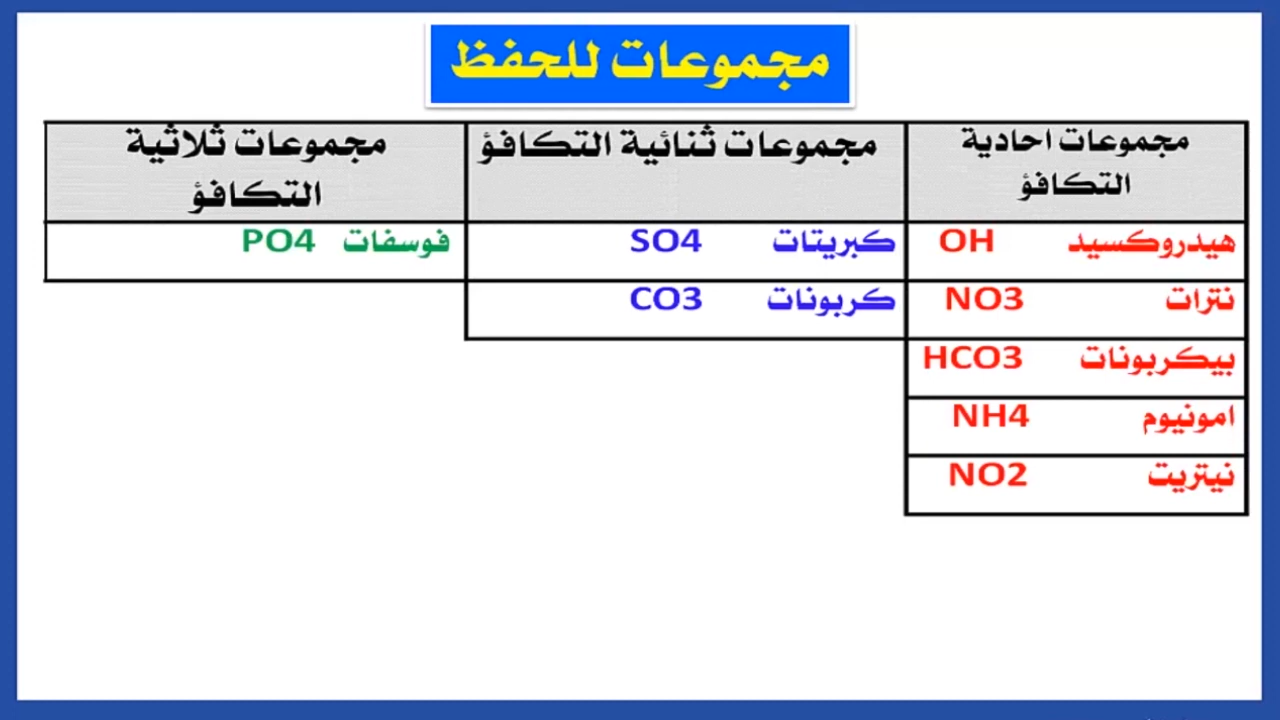 مجموعات للحفظ
مجموعات احادية
التكافؤ
مجموعات ثنائية التكافؤ
مجموعات ثلاثية
التكافؤ
هيدروكسيد OH
كبريتات SO4
فوسفات PO4
نترات NO3
كربونات CO3
بيكربونات HCO3
امونيوم NH4
نيتريت NO2